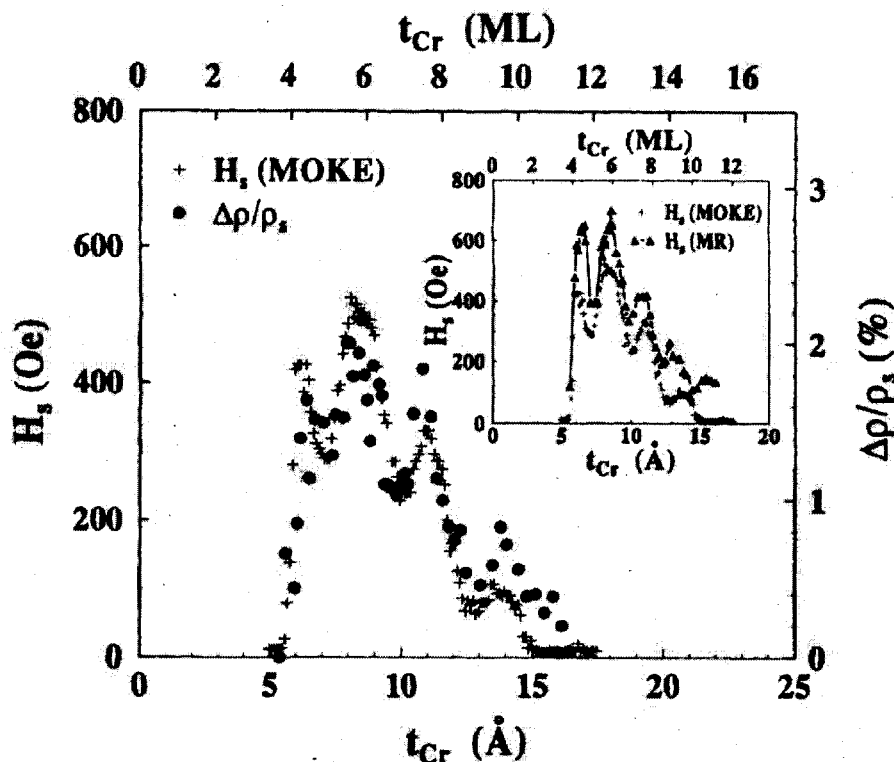 t_Cr (ML)
0 2 4 6 8 10 12 14 16
800
600
400
200
0
H_s (Oe)
+ H_s (MOKE)
● Δρ/ρ_s
t_Cr (ML)
0 2 4 6 8 10 12
800
600
400
200
0
H_s (Oe)
H_s (MOKE)
H_s (MR)
0 5 10 15 20
t_Cr (Å)
3
2
1
0
Δρ/ρ_s (%)
0 5 10 15 20 25
t_Cr (Å)